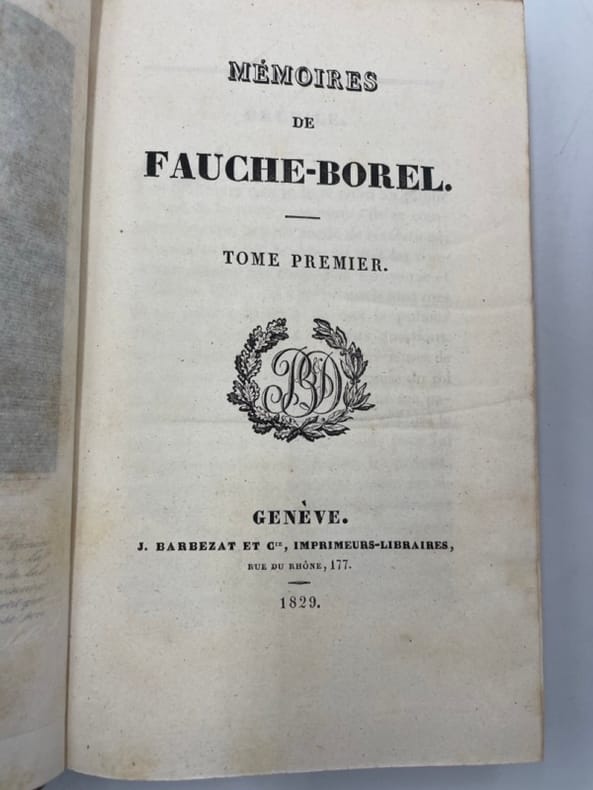 MÉMOIRES
DE
FAUCHE-BOREL.
TOME PREMIER.
GENÈVE.
J. BARBEZAT ET Cie, IMPRIMEURS-LIBRAIRES,
RUE DU RHÔNE, 177.
1829.